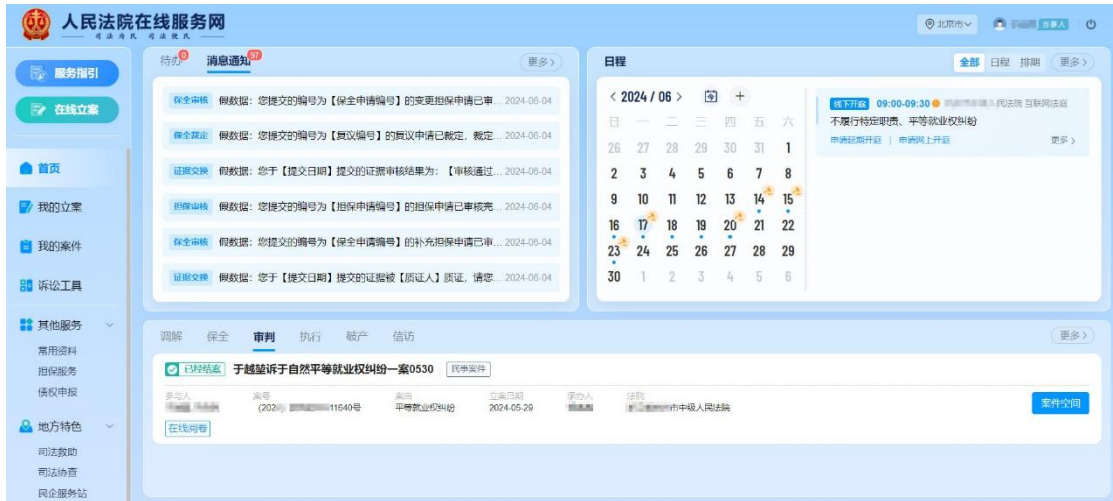 人民法院在线服务网
司法为民 司法便民
北京市
当事人
服务指引
在线立案
首页
我的立案
我的案件
诉讼工具
其他服务
常用资料
担保服务
债权申报
地方特色
司法救助
司法协查
民企服务站
待办 0 消息通知 97 更多 >
保全审核 假数据：您提交的编号为【保全申请编号】的变更担保申请已审... 2024-06-04
保全裁定 假数据：您提交的编号为【复议编号】的复议申请已裁定，裁定... 2024-06-04
证据交换 假数据：您于【提交日期】提交的证据审核结果为：【审核通过... 2024-06-04
担保审核 假数据：您提交的编号为【担保申请编号】的担保申请已审核完... 2024-06-04
保全审核 假数据：您提交的编号为【保全申请编号】的补充担保申请已审... 2024-06-04
证据交换 假数据：您于【提交日期】提交的证据被【质证人】质证，请您... 2024-06-04
日程 全部 日程 排期 更多 >
< 2024 / 06 > 今 +
日 一 二 三 四 五 六
26 27 28 29 30 31 1
2 3 4 5 6 7 8
9 10 11 12 13 14 15
16 17 18 19 20 21 22
23 24 25 26 27 28 29
30 1 2 3 4 5 6
线下开庭 09:00-09:30 民法院 互联网法庭
不履行特定职责、平等就业权纠纷
申请延期开庭 | 申请网上开庭 更多 >
调解 保全 审判 执行 破产 信访 更多 >
已经结案 于越堃诉于自然平等就业权纠纷一案0530 民事案件
参与人 案号 案由 立案日期 承办人 法院
(202 11640号 平等就业权纠纷 2024-05-29 市中级人民法院
案件空间
在线阅卷